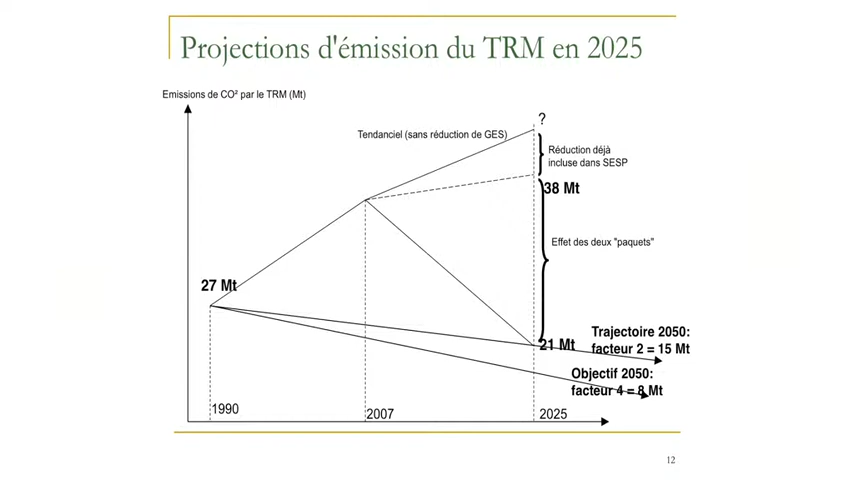 Projections d'émission du TRM en 2025
Emissions de CO² par le TRM (Mt)
?
Tendanciel (sans réduction de GES)
Réduction déjà
incluse dans SESP
38 Mt
Effet des deux "paquets"
27 Mt
21 Mt
Trajectoire 2050:
facteur 2 = 15 Mt
Objectif 2050:
facteur 4 = 8 Mt
1990
2007
2025
12